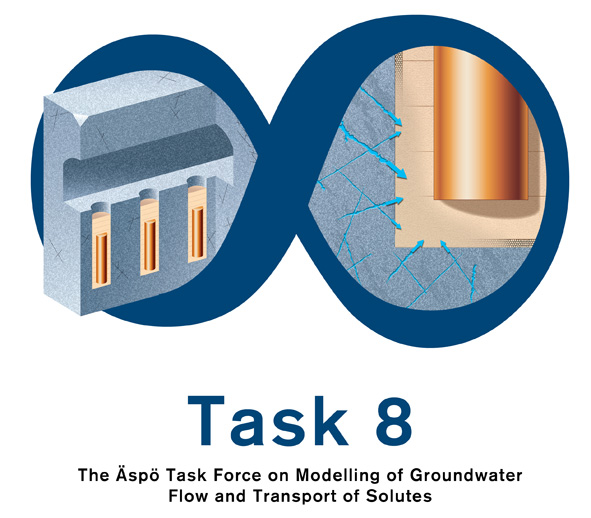 Task 8
The Äspö Task Force on Modelling of Groundwater
Flow and Transport of Solutes